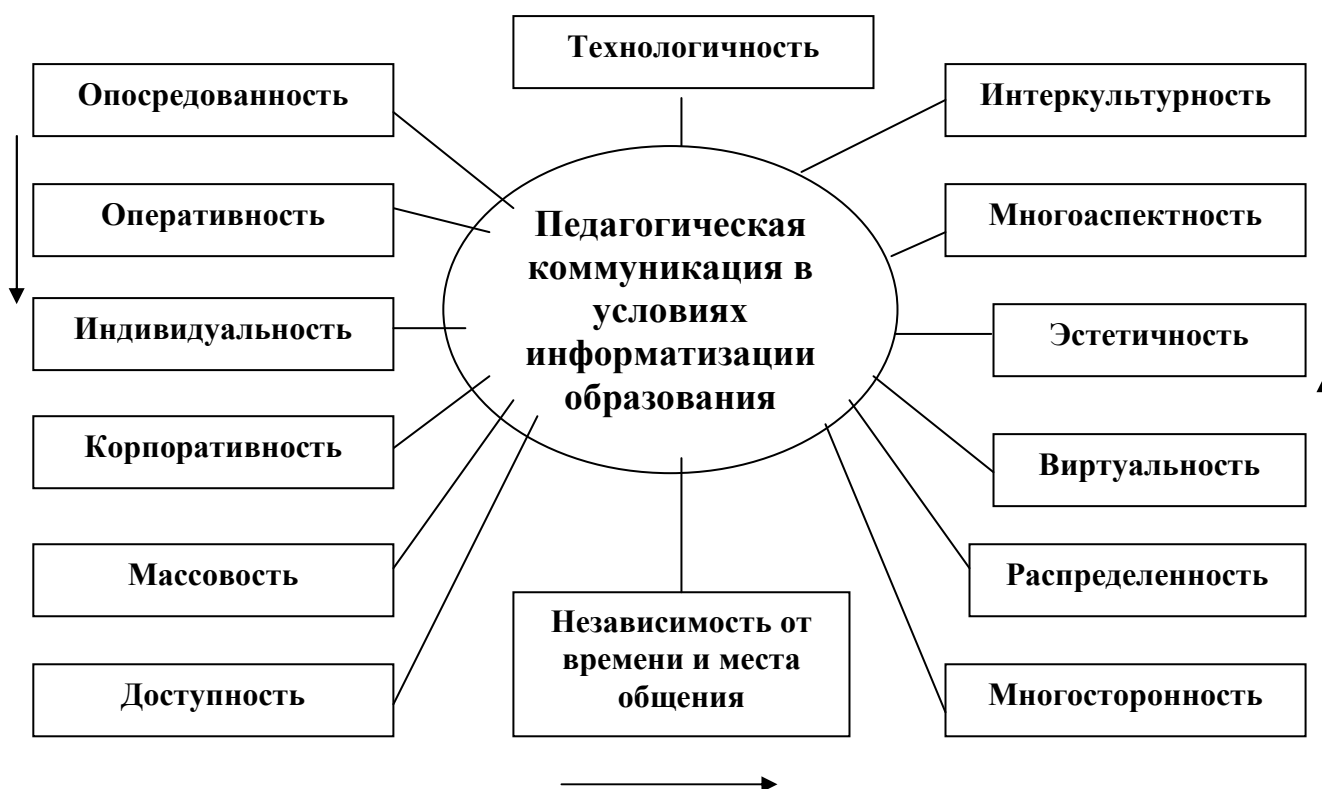 Технологичность
Опосредованность
Оперативность
Индивидуальность
Корпоративность
Массовость
Доступность
Педагогическая
коммуникация в
условиях
информатизации
образования
Независимость от
времени и места
общения
Интеркультурность
Многоаспектность
Эстетичность
Виртуальность
Распределенность
Многосторонность